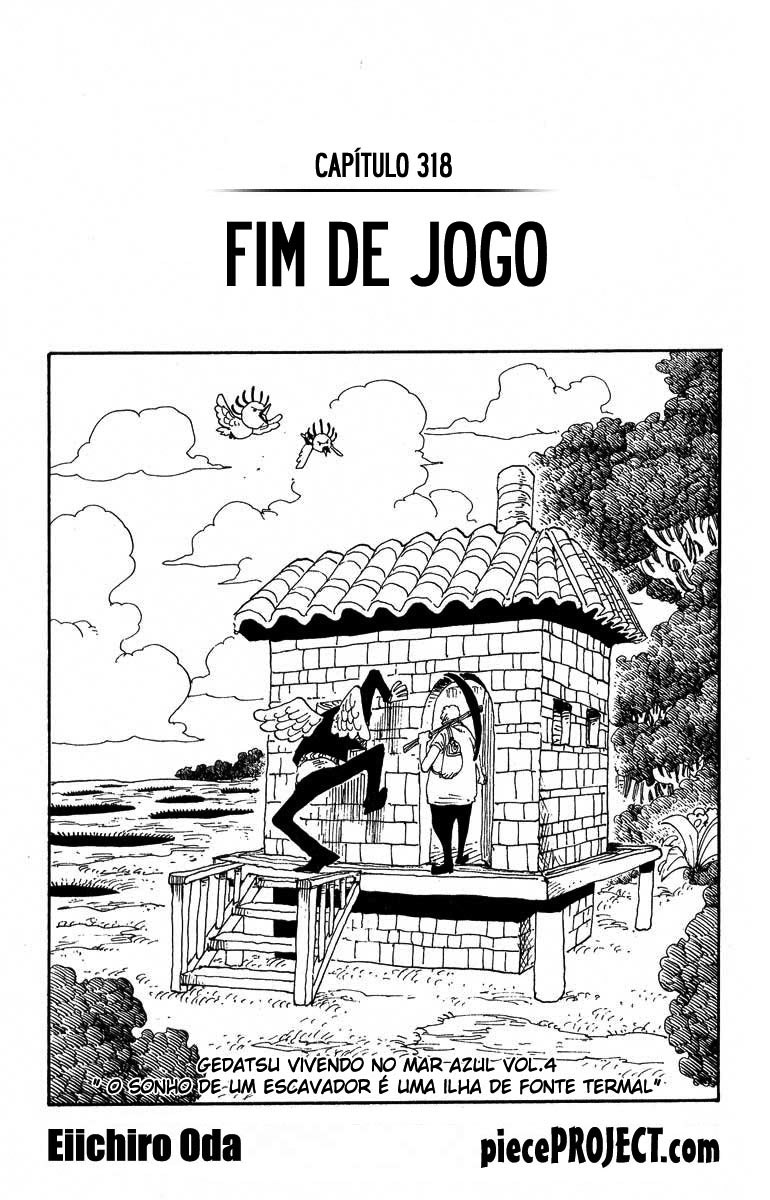 CAPÍTULO 318
FIM DE JOGO
GEDATSU VIVENDO NO MAR AZUL VOL.4
" O SONHO DE UM ESCAVADOR É UMA ILHA DE FONTE TERMAL"
Eiichiro Oda
piecePROJECT.com